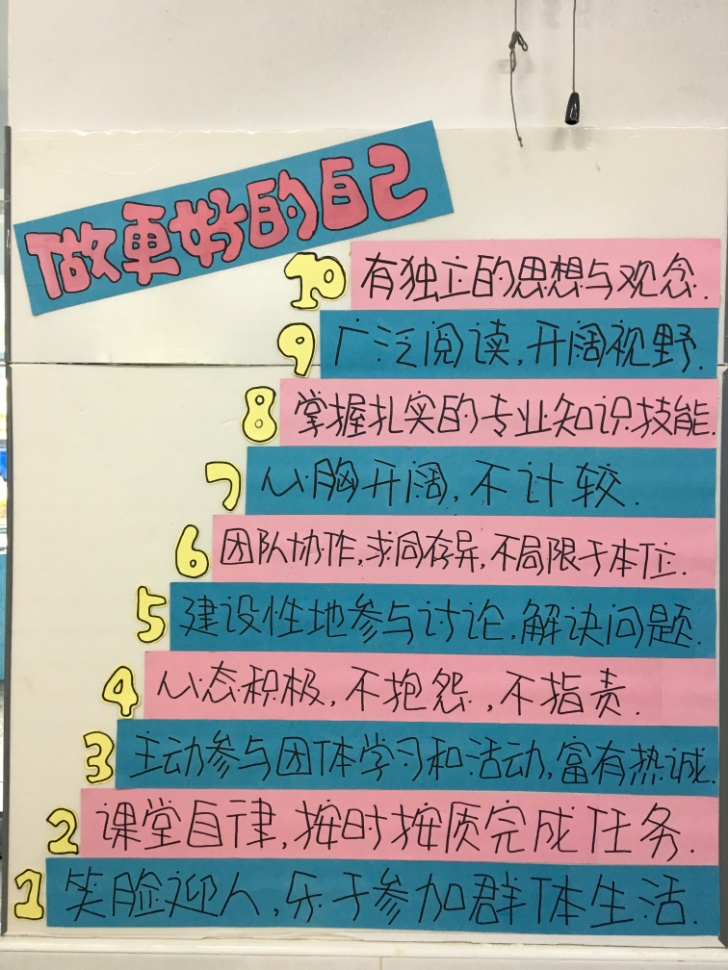 做更好的自己
10 有独立的思想与观念.
9 广泛阅读,开阔视野.
8 掌握扎实的专业知识技能.
7 心胸开阔,不计较.
6 团队协作,求同存异,不局限于本位.
5 建设性地参与讨论,解决问题.
4 心态积极,不抱怨,不指责.
3 主动参与团体学习和活动,富有热诚.
2 课堂自律,按时按质完成任务.
1 笑脸迎人,乐于参加群体生活.